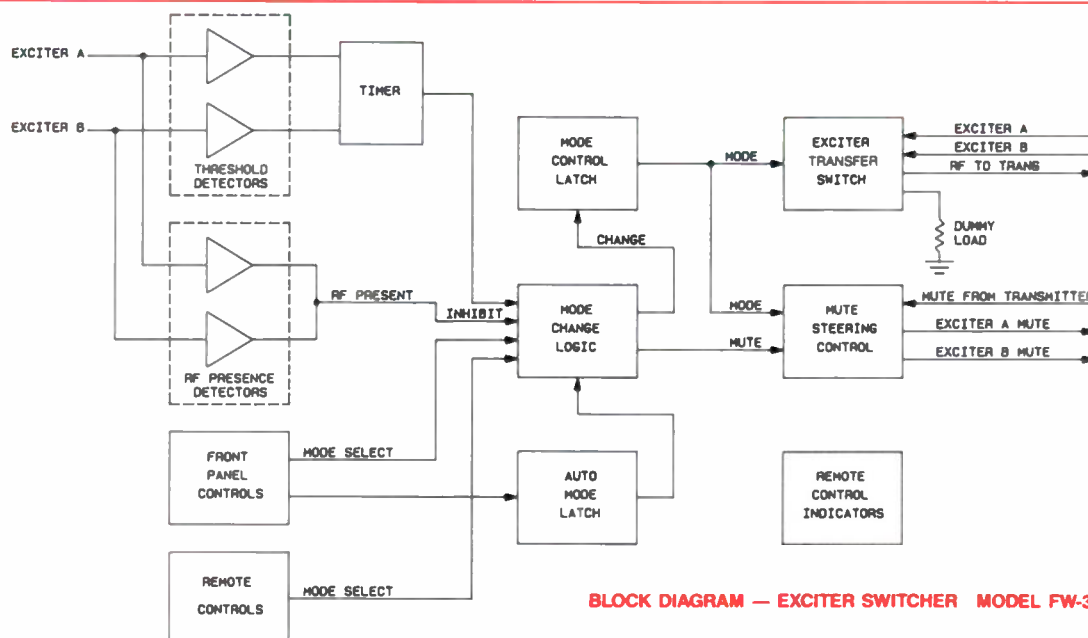 EXCITER A
EXCITER B
THRESHOLD
DETECTORS
TIMER
RF PRESENCE
DETECTORS
RF PRESENT
INHIBIT
FRONT
PANEL
CONTROLS
MODE SELECT
REMOTE
CONTROLS
MODE SELECT
MODE
CONTROL
LATCH
CHANGE
MODE
CHANGE
LOGIC
AUTO
MODE
LATCH
MODE
MODE
MUTE
EXCITER
TRANSFER
SWITCH
EXCITER A
EXCITER B
RF TO TRANS
DUMMY
LOAD
MUTE
STEERING
CONTROL
MUTE FROM TRANSMITTER
EXCITER A MUTE
EXCITER B MUTE
REMOTE
CONTROL
INDICATORS
BLOCK DIAGRAM — EXCITER SWITCHER MODEL FW-3